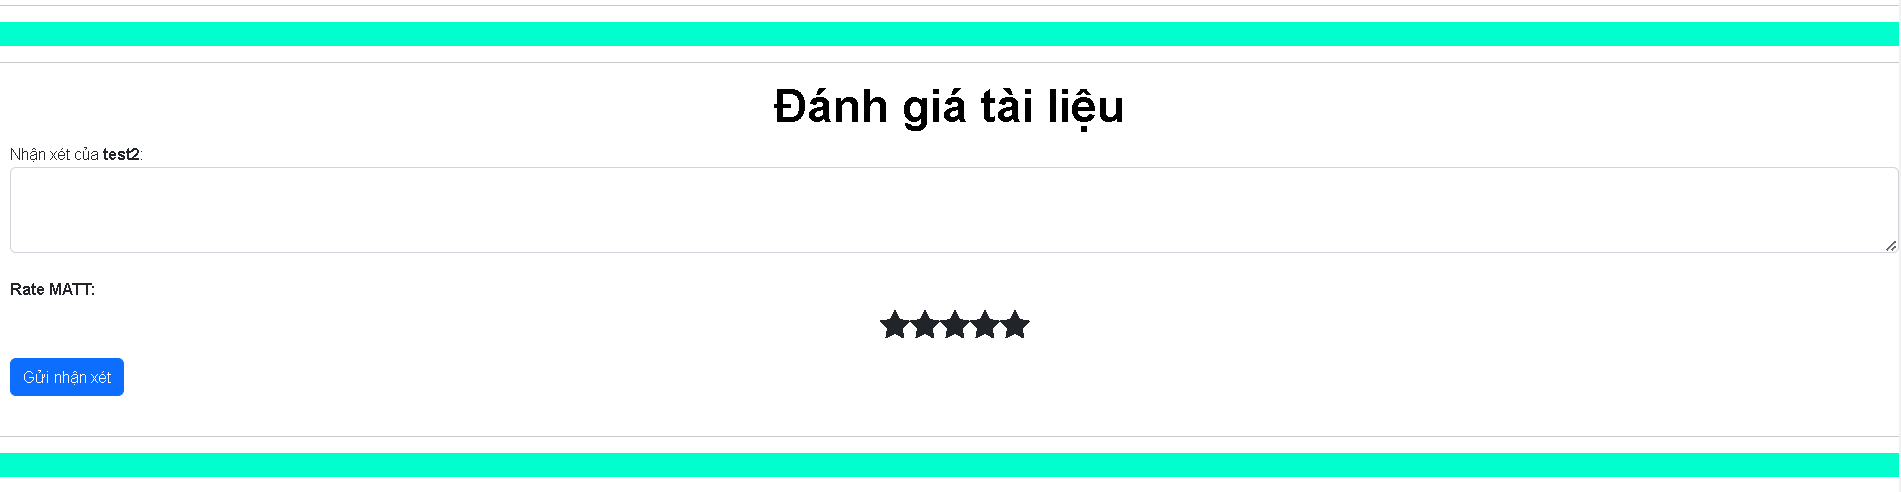 Đánh giá tài liệu
Nhận xét của test2:
Rate MATT:
Gửi nhận xét